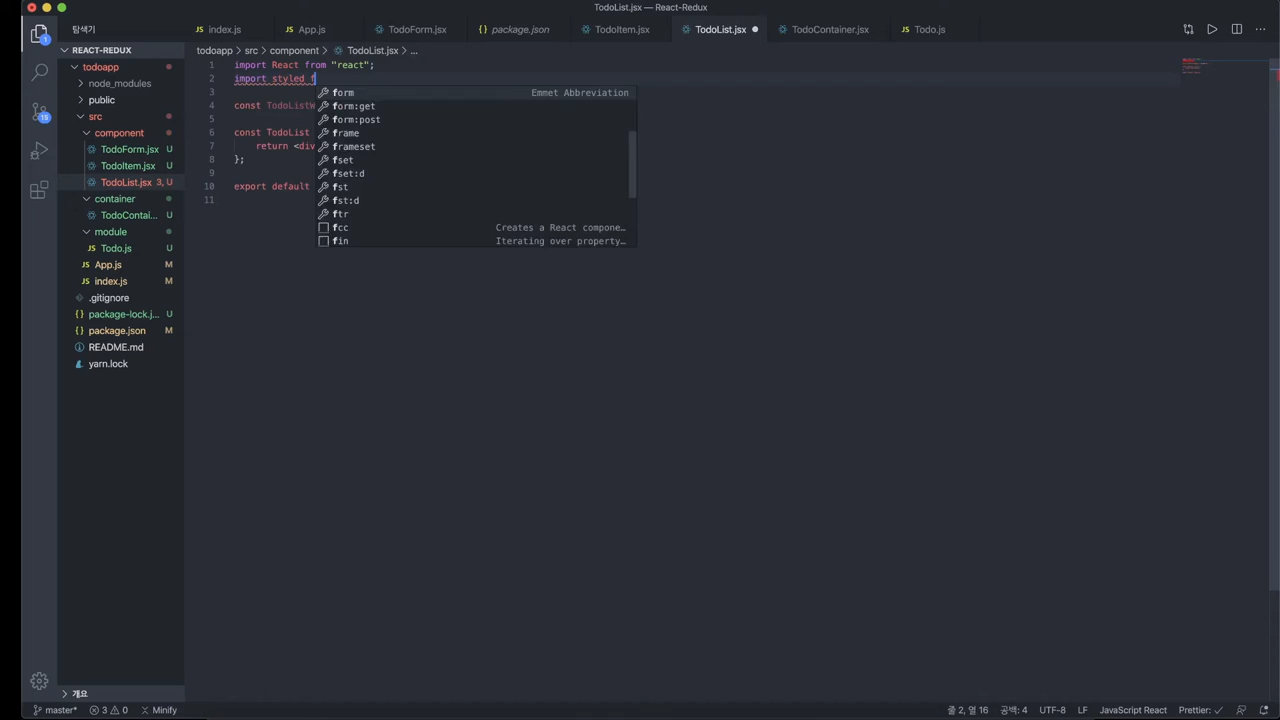 TodoList.jsx — React-Redux
탐색기
index.js
App.js
TodoForm.jsx
package.json
TodoItem.jsx
TodoList.jsx
TodoContainer.jsx
Todo.js
REACT-REDUX
todoapp > src > component > TodoList.jsx > ...
todoapp
node_modules
public
src
component
TodoForm.jsx U
TodoItem.jsx U
TodoList.jsx 3, U
container
TodoContai... U
module
Todo.js U
App.js M
index.js M
.gitignore
package-lock.j... U
package.json M
README.md
yarn.lock
개요
1
15
1 import React from "react";
2 import styled f
3
4 const TodoListW
5
6 const TodoList
7 return <div
8 };
9
10 export default
11
form Emmet Abbreviation
form:get
form:post
frame
frameset
fset
fset:d
fst
fst:d
ftr
fcc Creates a React compone...
fin Iterating over property...
master* 3 0 Minify
줄 2, 열 16 공백: 4 UTF-8 LF JavaScript React Prettier: ✓